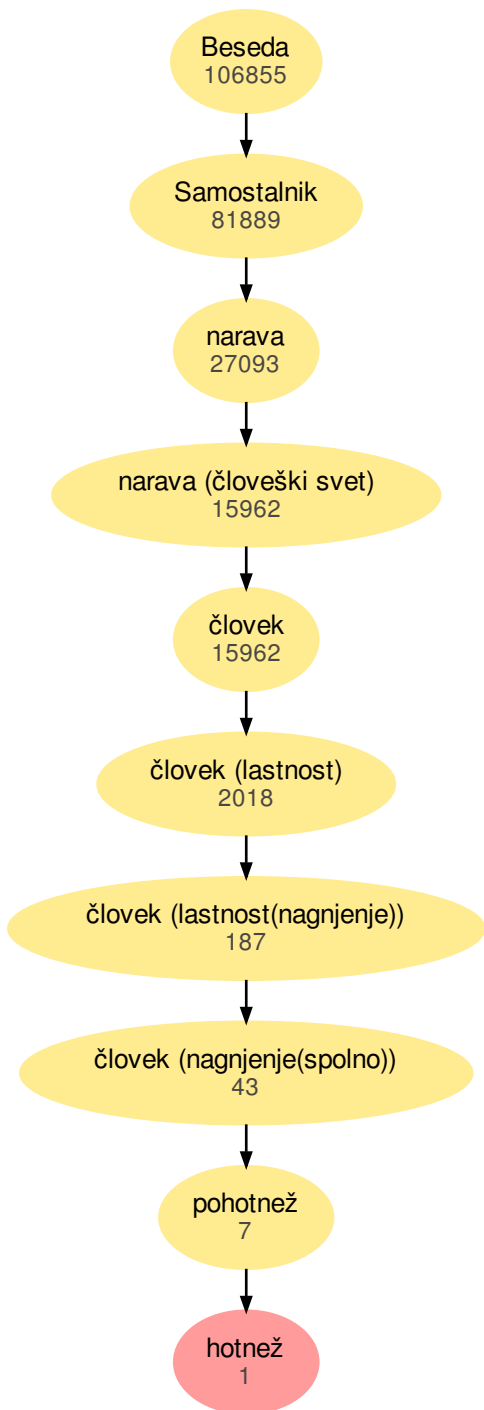 Beseda
106855
Samostalnik
81889
narava
27093
narava (človeški svet)
15962
človek
15962
človek (lastnost)
2018
človek (lastnost(nagnjenje))
187
človek (nagnjenje(spolno))
43
pohotnež
7
hotnež
1